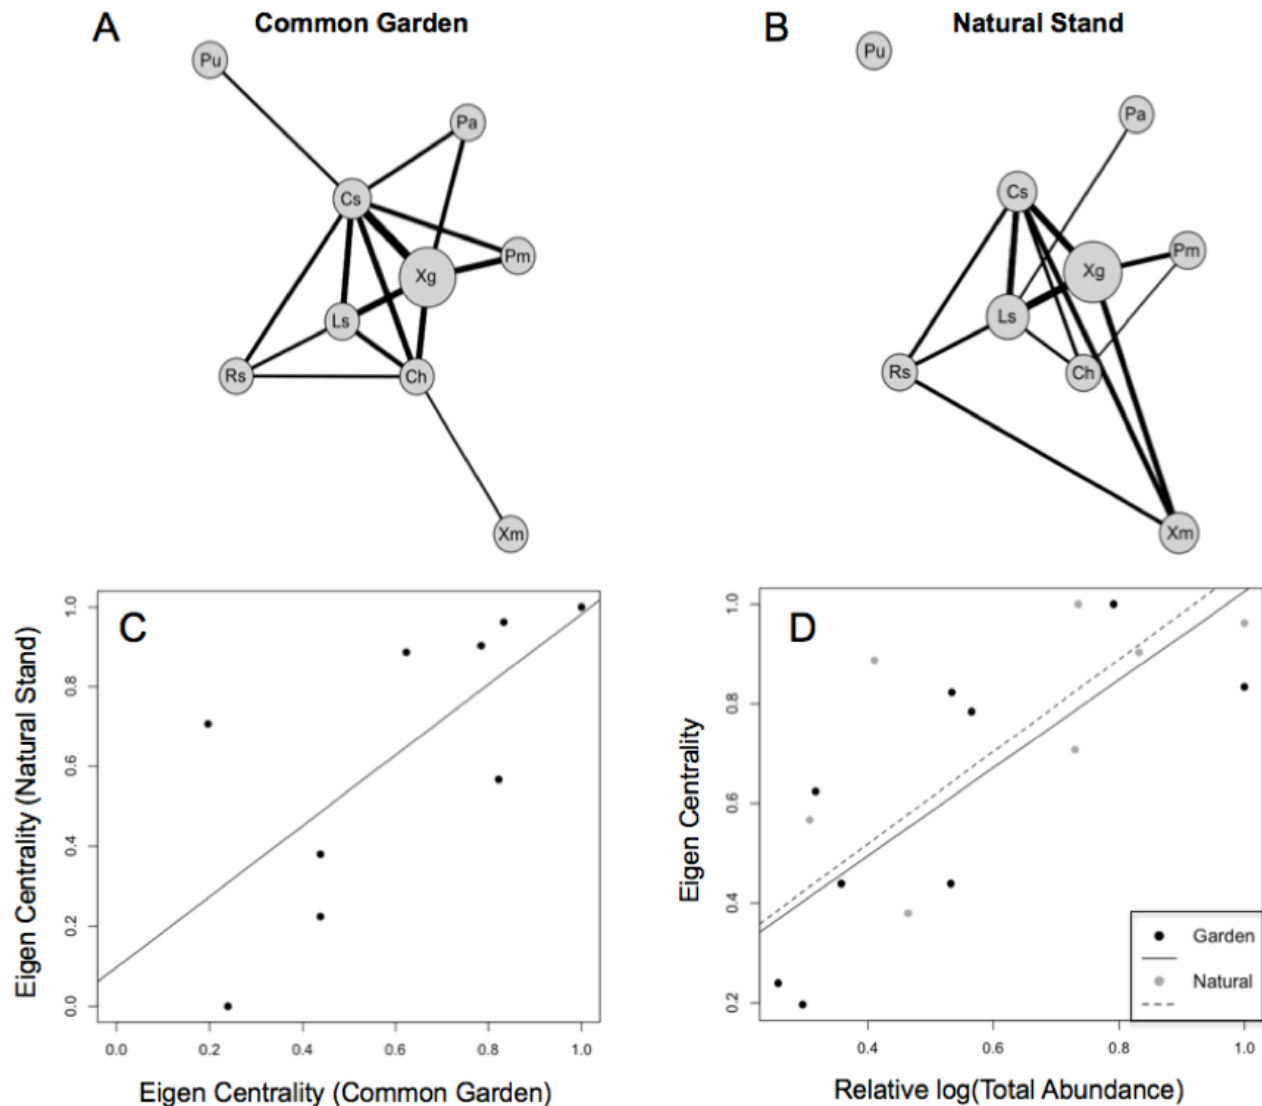 A
Common Garden
Pu
Pa
Cs
Pm
Xg
Ls
Rs
Ch
Xm
B
Natural Stand
Pu
Pa
Cs
Pm
Xg
Ls
Rs
Ch
Xm
C
Eigen Centrality (Natural Stand)
1.0
0.8
0.6
0.4
0.2
0.0
0.0 0.2 0.4 0.6 0.8 1.0
Eigen Centrality (Common Garden)
D
Eigen Centrality
1.0
0.8
0.6
0.4
0.2
Garden
Natural
0.4 0.6 0.8 1.0
Relative log(Total Abundance)